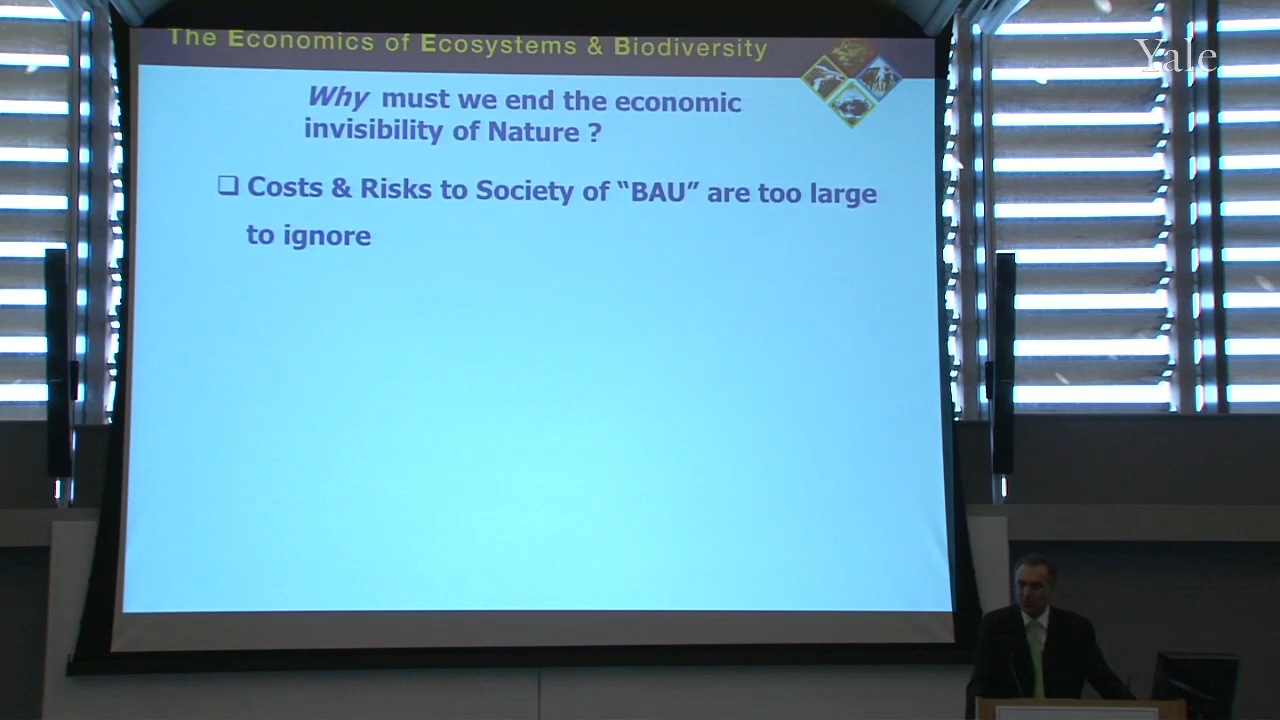 The Economics of Ecosystems & Biodiversity
Yale
Why must we end the economic
invisibility of Nature ?
❑ Costs & Risks to Society of “BAU” are too large
to ignore